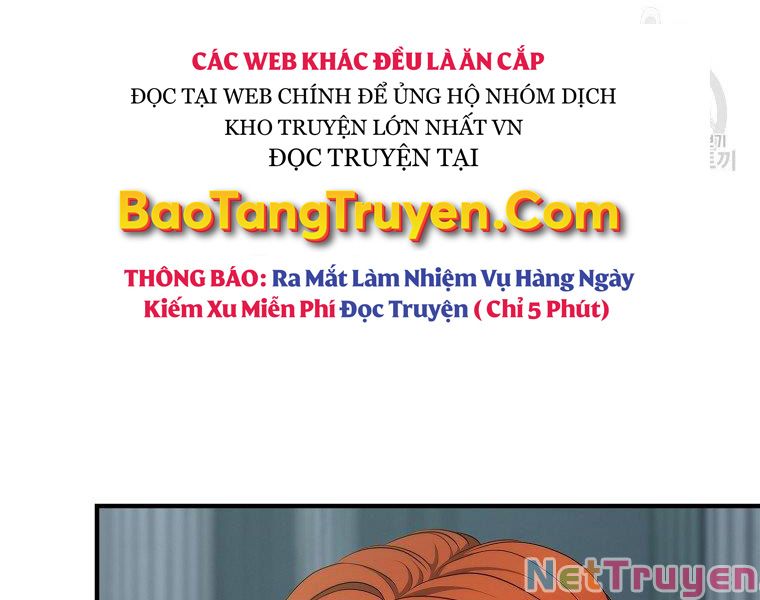 CÁC WEB KHÁC ĐỀU LÀ ĂN CẮP
ĐỌC TẠI WEB CHÍNH ĐỂ ỦNG HỘ NHÓM DỊCH
KHO TRUYỆN LỚN NHẤT VN
ĐỌC TRUYỆN TẠI
BaoTangTruyen.Com
THÔNG BÁO: Ra Mắt Làm Nhiệm Vụ Hàng Ngày
Kiếm Xu Miễn Phí Đọc Truyện ( Chỉ 5 Phút)
NetTruyen